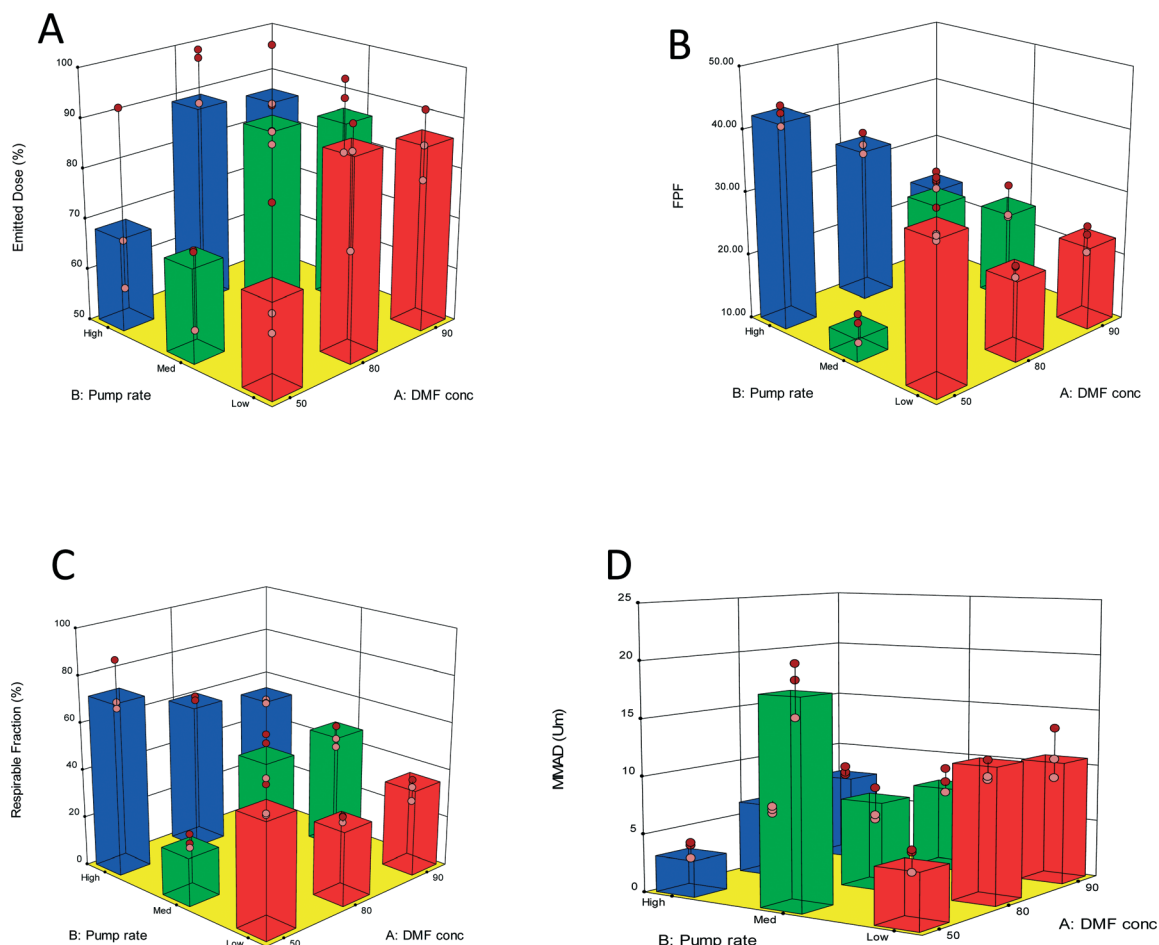 A
100
90
80
70
60
50
Emitted Dose (%)
High
Med
Low
B: Pump rate
50
80
90
A: DMF conc
B
50.00
40.00
30.00
20.00
10.00
FPF
High
Med
Low
B: Pump rate
50
80
90
A: DMF conc
C
100
80
60
40
20
0
Respirable Fraction (%)
High
Med
Low
B: Pump rate
50
80
90
A: DMF conc
D
25
20
15
10
5
0
MMAD (Um)
High
Med
Low
B: Pump rate
50
80
90
A: DMF conc